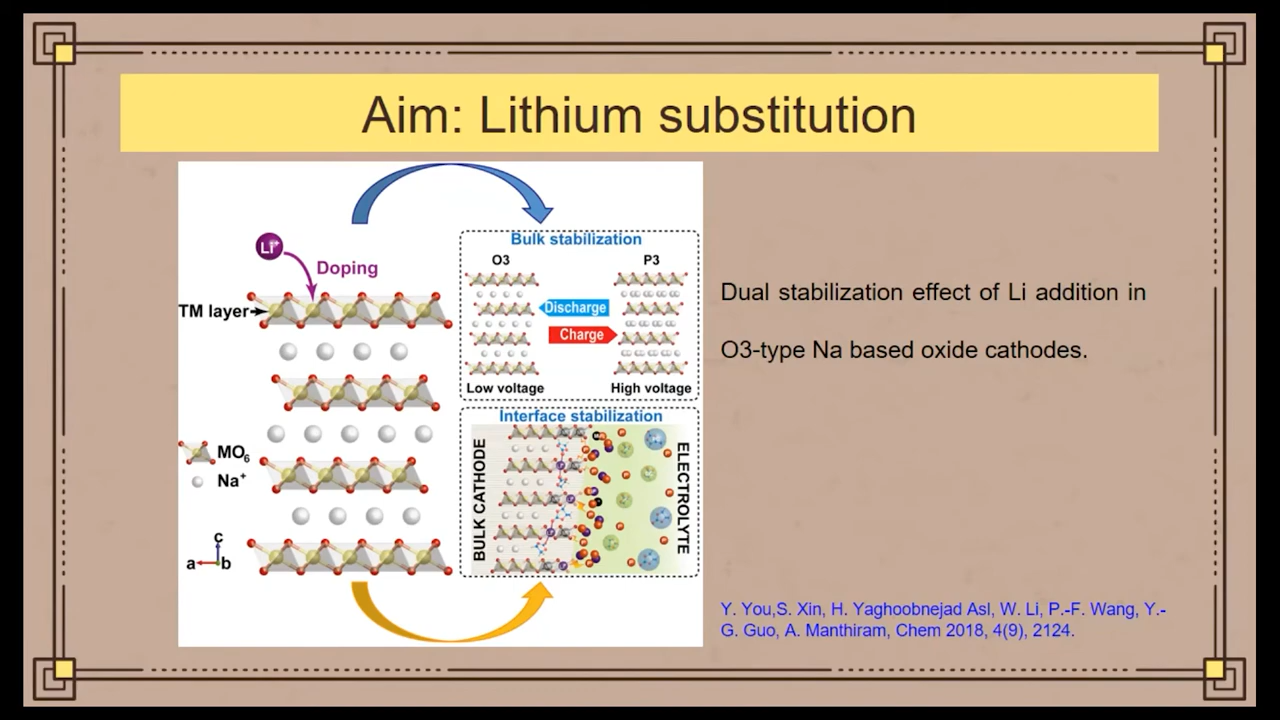 Aim: Lithium substitution
Li⁺
Doping
TM layer
MO₆
Na⁺
c
a b
Bulk stabilization
O3 P3
Discharge
Charge
Low voltage High voltage
Interface stabilization
BULK CATHODE
ELECTROLYTE
Dual stabilization effect of Li addition in
O3-type Na based oxide cathodes.
Y. You,S. Xin, H. Yaghoobnejad Asl, W. Li, P.-F. Wang, Y.-
G. Guo, A. Manthiram, Chem 2018, 4(9), 2124.